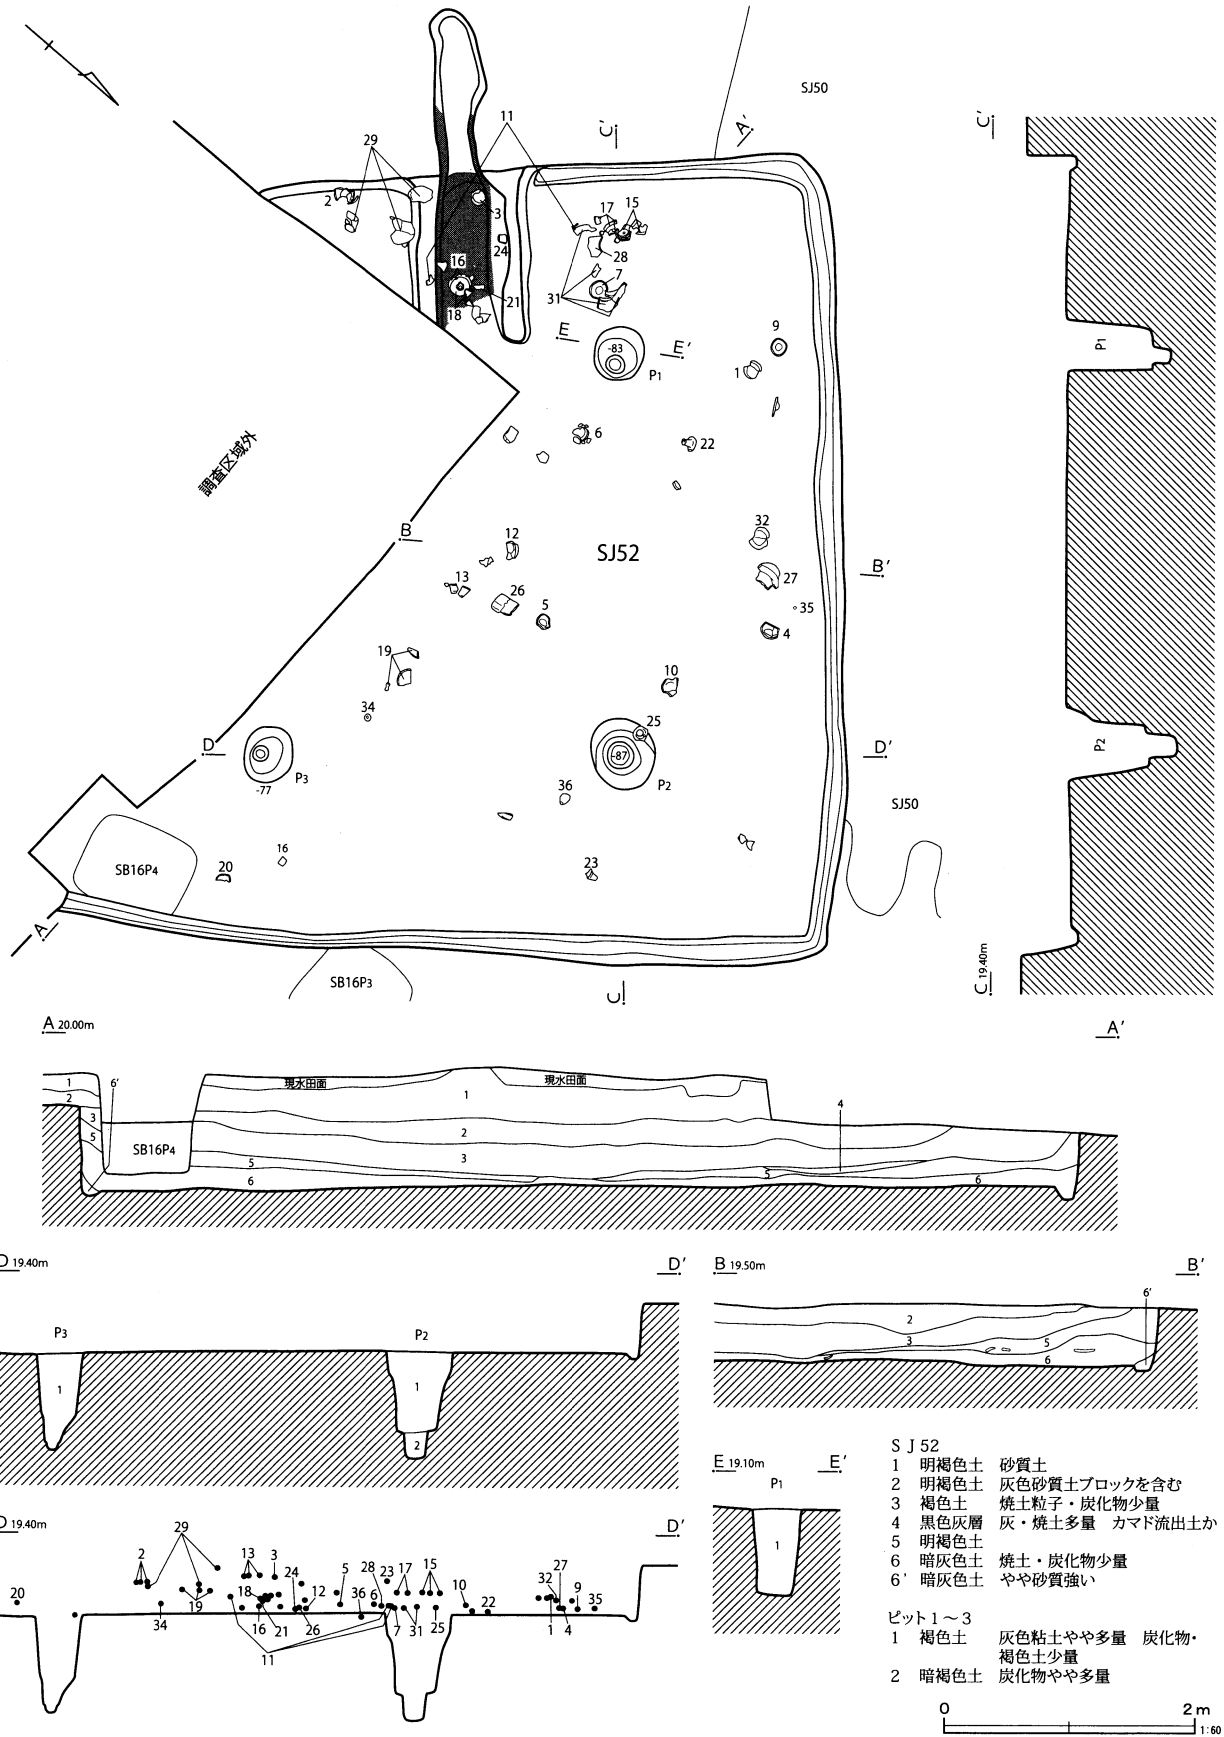 SJ50
C'
A'
C'
11
29
2
3
17
15
24
28
16
7
31
21
18
E
E'
9
-83
P1
1
P1
6
22
調査区域外
B
12
32
SJ52
B'
27
13
26
35
5
4
19
10
34
25
D
D'
-87
P2
P3
-77
P2
36
SJ50
16
20
23
SB16P4
A
SB16P3
C
C 19.40m
A 20.00m
A'
1
6'
現水田面
現水田面
1
2
4
3
2
5
SB16P4
3
5
5
6
6
D 19.40m
D'
B 19.50m
B'
6'
P3
P2
2
3
5
6
1
1
2
E 19.10m
E'
P1
1
D 19.40m
D'
29
2
13
3
24
5
28
23
17
15
27
32
9
20
18
12
36
6
10
35
34
19
16
21
26
7
31
25
22
1
4
11
SJ52
1 明褐色土 砂質土
2 明褐色土 灰色砂質土ブロックを含む
3 褐色土 焼土粒子・炭化物少量
4 黒色灰層 灰・焼土多量 カマド流出土か
5 明褐色土
6 暗灰色土 焼土・炭化物少量
6' 暗灰色土 やや砂質強い
ピット1～3
1 褐色土 灰色粘土やや多量 炭化物・
褐色土少量
2 暗褐色土 炭化物やや多量
0 2m
1:60